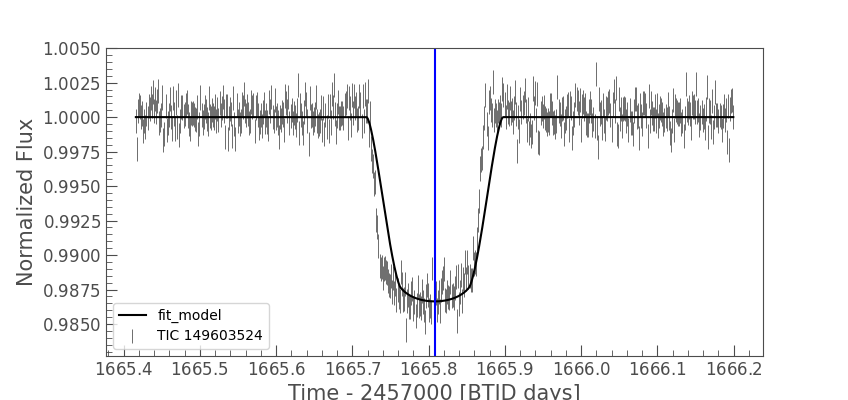 1.0050
1.0025
1.0000
0.9975
0.9950
0.9925
0.9900
0.9875
0.9850
Normalized Flux
fit_model
TIC 149603524
1665.4 1665.5 1665.6 1665.7 1665.8 1665.9 1666.0 1666.1 1666.2
Time - 2457000 [BTJD days]